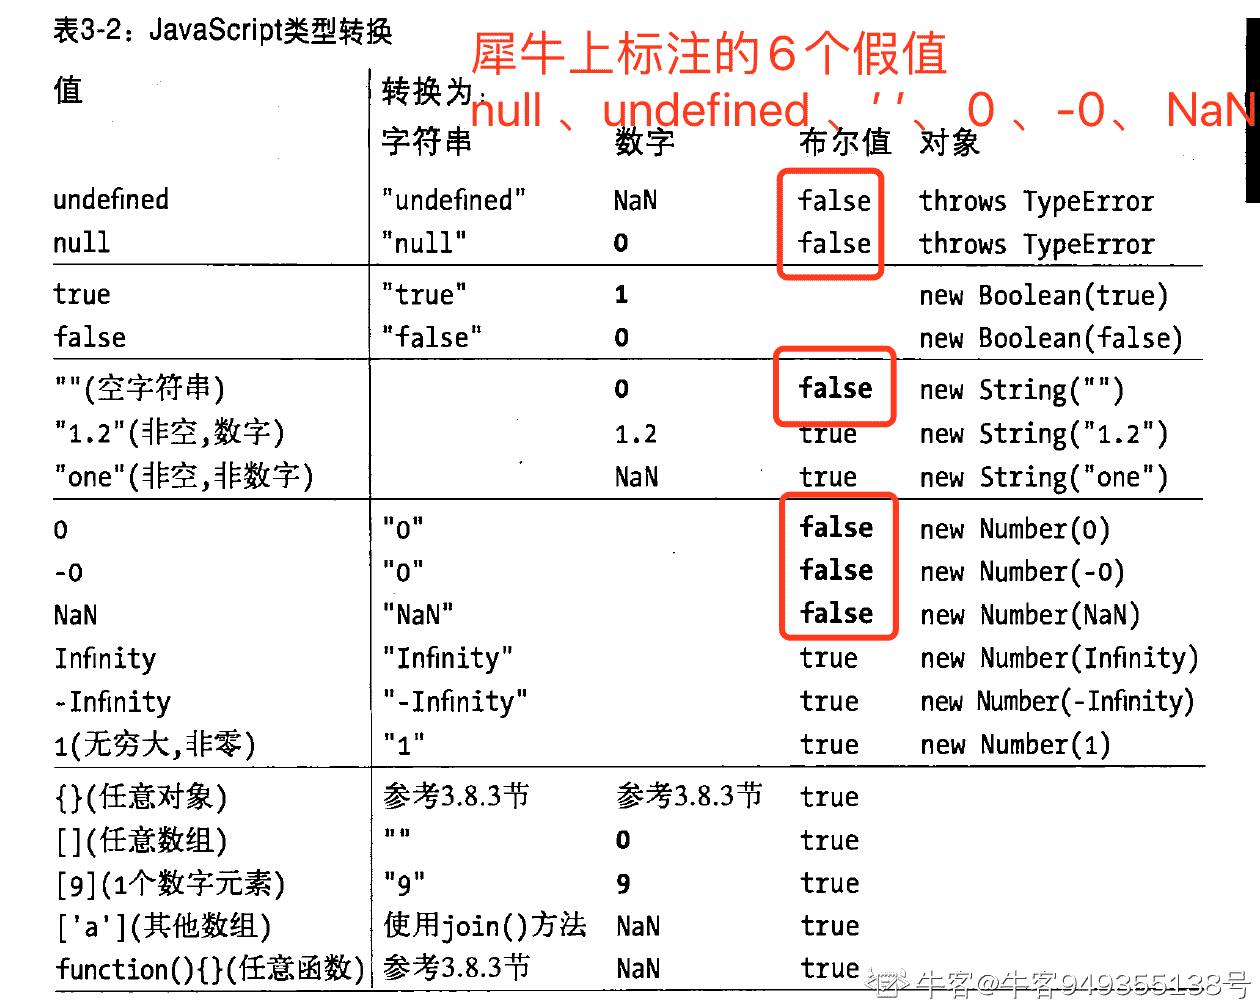 表3-2：JavaScript类型转换
犀牛上标注的6个假值
null 、undefined 、' '、 0 、-0、 NaN
值 转换为：
字符串 数字 布尔值 对象
undefined "undefined" NaN false throws TypeError
null "null" 0 false throws TypeError
true "true" 1 new Boolean(true)
false "false" 0 new Boolean(false)
""(空字符串) 0 false new String("")
"1.2"(非空,数字) 1.2 true new String("1.2")
"one"(非空,非数字) NaN true new String("one")
0 "0" false new Number(0)
-0 "0" false new Number(-0)
NaN "NaN" false new Number(NaN)
Infinity "Infinity" true new Number(Infinity)
-Infinity "-Infinity" true new Number(-Infinity)
1(无穷大,非零) "1" true new Number(1)
{}(任意对象) 参考3.8.3节 参考3.8.3节 true
[](任意数组) "" 0 true
[9](1个数字元素) "9" 9 true
['a'](其他数组) 使用join()方法 NaN true
function(){}(任意函数) 参考3.8.3节 NaN true
牛客@牛客949355138号